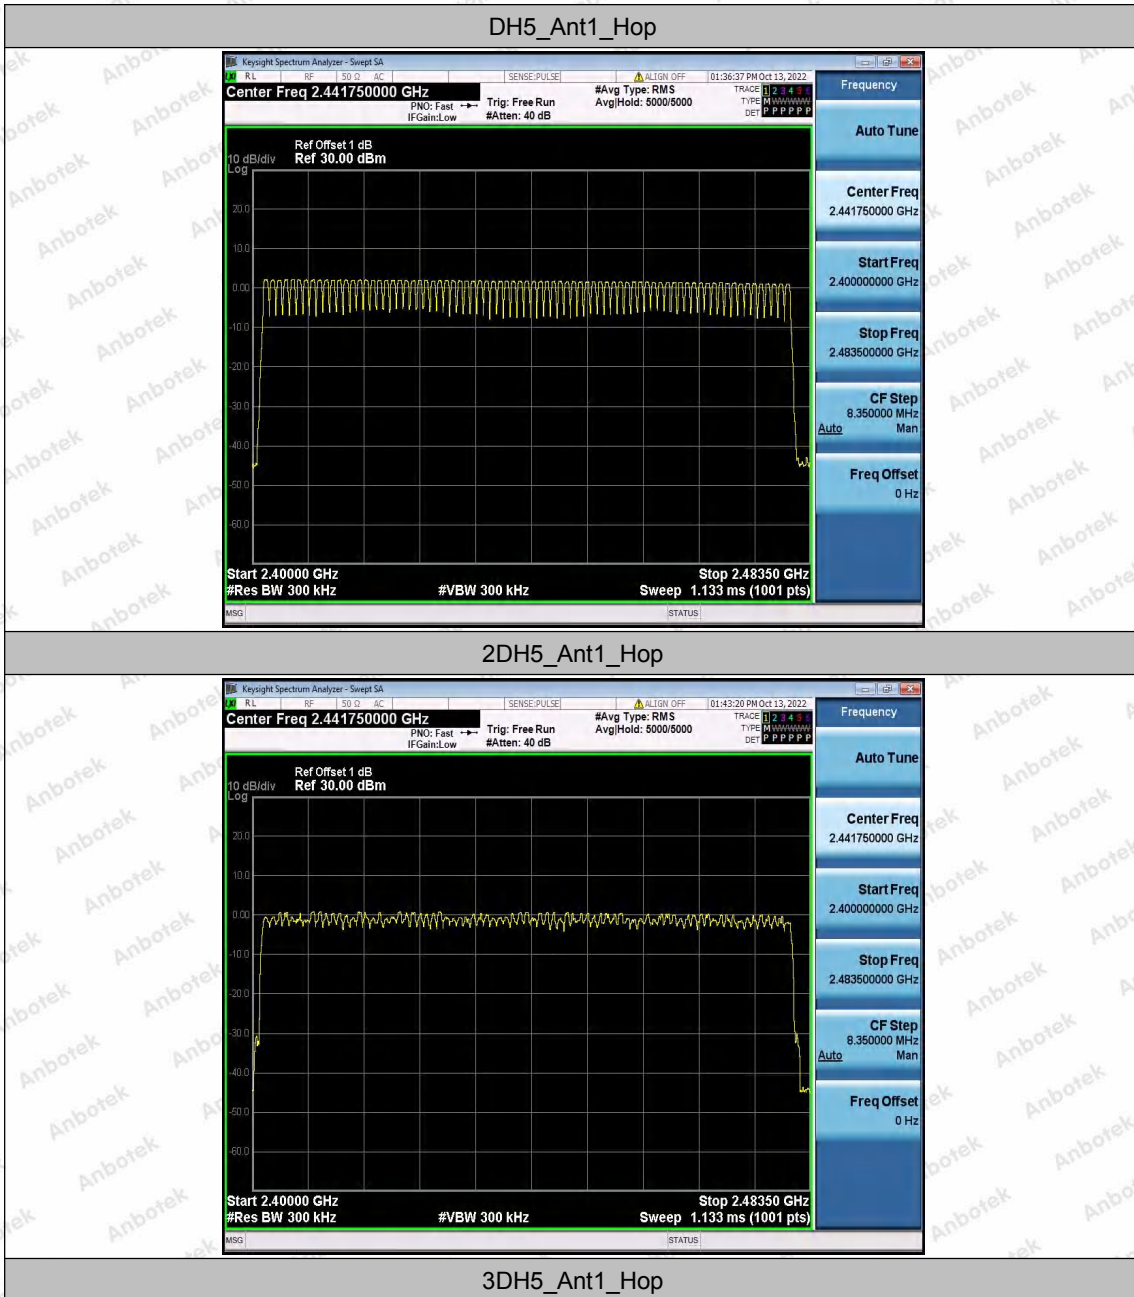 DH5_Ant1_Hop
Keysight Spectrum Analyzer - Swept SA
RL RF 50 Ω AC SENSE:PULSE ALIGN OFF 01:36:37 PM Oct 13, 2022
Center Freq 2.441750000 GHz
PNO: Fast
IFGain:Low
Trig: Free Run
#Atten: 40 dB
#Avg Type: RMS
Avg|Hold: 5000/5000
TRACE 1 2 3 4 5 6
TYPE M W W W W W
DET P P P P P P
Ref Offset 1 dB
10 dB/div Ref 30.00 dBm
Log
20.0
10.0
0.00
-10.0
-20.0
-30.0
-40.0
-50.0
-60.0
Start 2.40000 GHz Stop 2.48350 GHz
#Res BW 300 kHz #VBW 300 kHz Sweep 1.133 ms (1001 pts)
MSG STATUS
Frequency
Auto Tune
Center Freq
2.441750000 GHz
Start Freq
2.400000000 GHz
Stop Freq
2.483500000 GHz
CF Step
8.350000 MHz
Auto Man
Freq Offset
0 Hz
2DH5_Ant1_Hop
Keysight Spectrum Analyzer - Swept SA
RL RF 50 Ω AC SENSE:PULSE ALIGN OFF 01:43:20 PM Oct 13, 2022
Center Freq 2.441750000 GHz
PNO: Fast
IFGain:Low
Trig: Free Run
#Atten: 40 dB
#Avg Type: RMS
Avg|Hold: 5000/5000
TRACE 1 2 3 4 5 6
TYPE M W W W W W
DET P P P P P P
Ref Offset 1 dB
10 dB/div Ref 30.00 dBm
Log
20.0
10.0
0.00
-10.0
-20.0
-30.0
-40.0
-50.0
-60.0
Start 2.40000 GHz Stop 2.48350 GHz
#Res BW 300 kHz #VBW 300 kHz Sweep 1.133 ms (1001 pts)
MSG STATUS
Frequency
Auto Tune
Center Freq
2.441750000 GHz
Start Freq
2.400000000 GHz
Stop Freq
2.483500000 GHz
CF Step
8.350000 MHz
Auto Man
Freq Offset
0 Hz
3DH5_Ant1_Hop